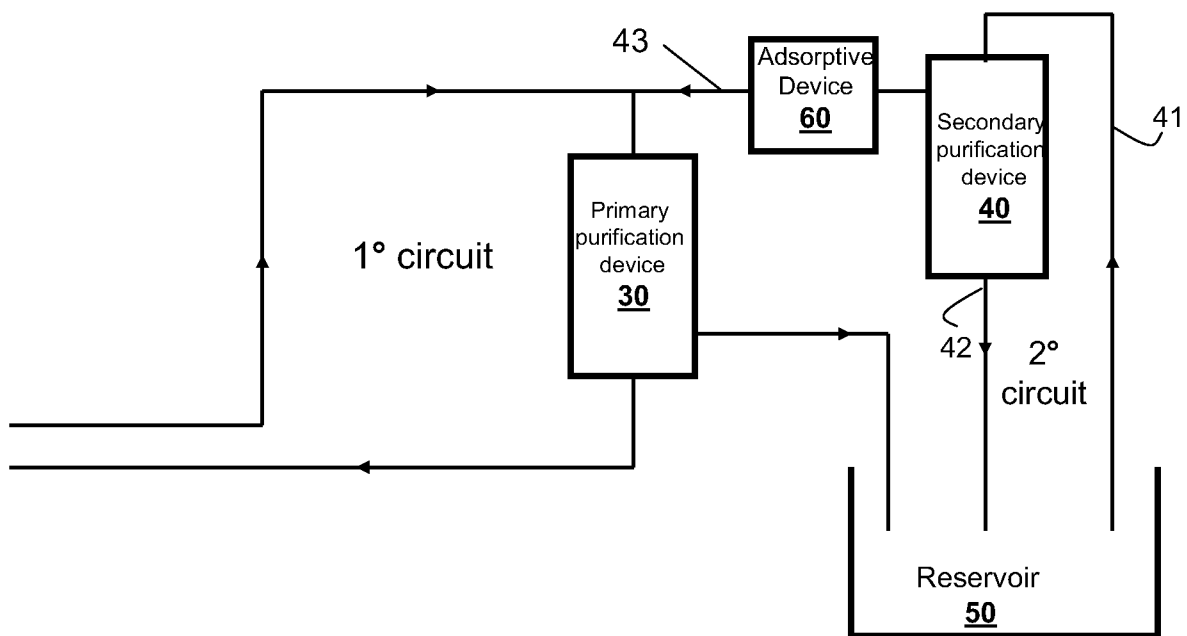 43
Adsorptive
Device
60
Secondary
purification
device
40
41
Primary
purification
device
30
1° circuit
42
2°
circuit
Reservoir
50